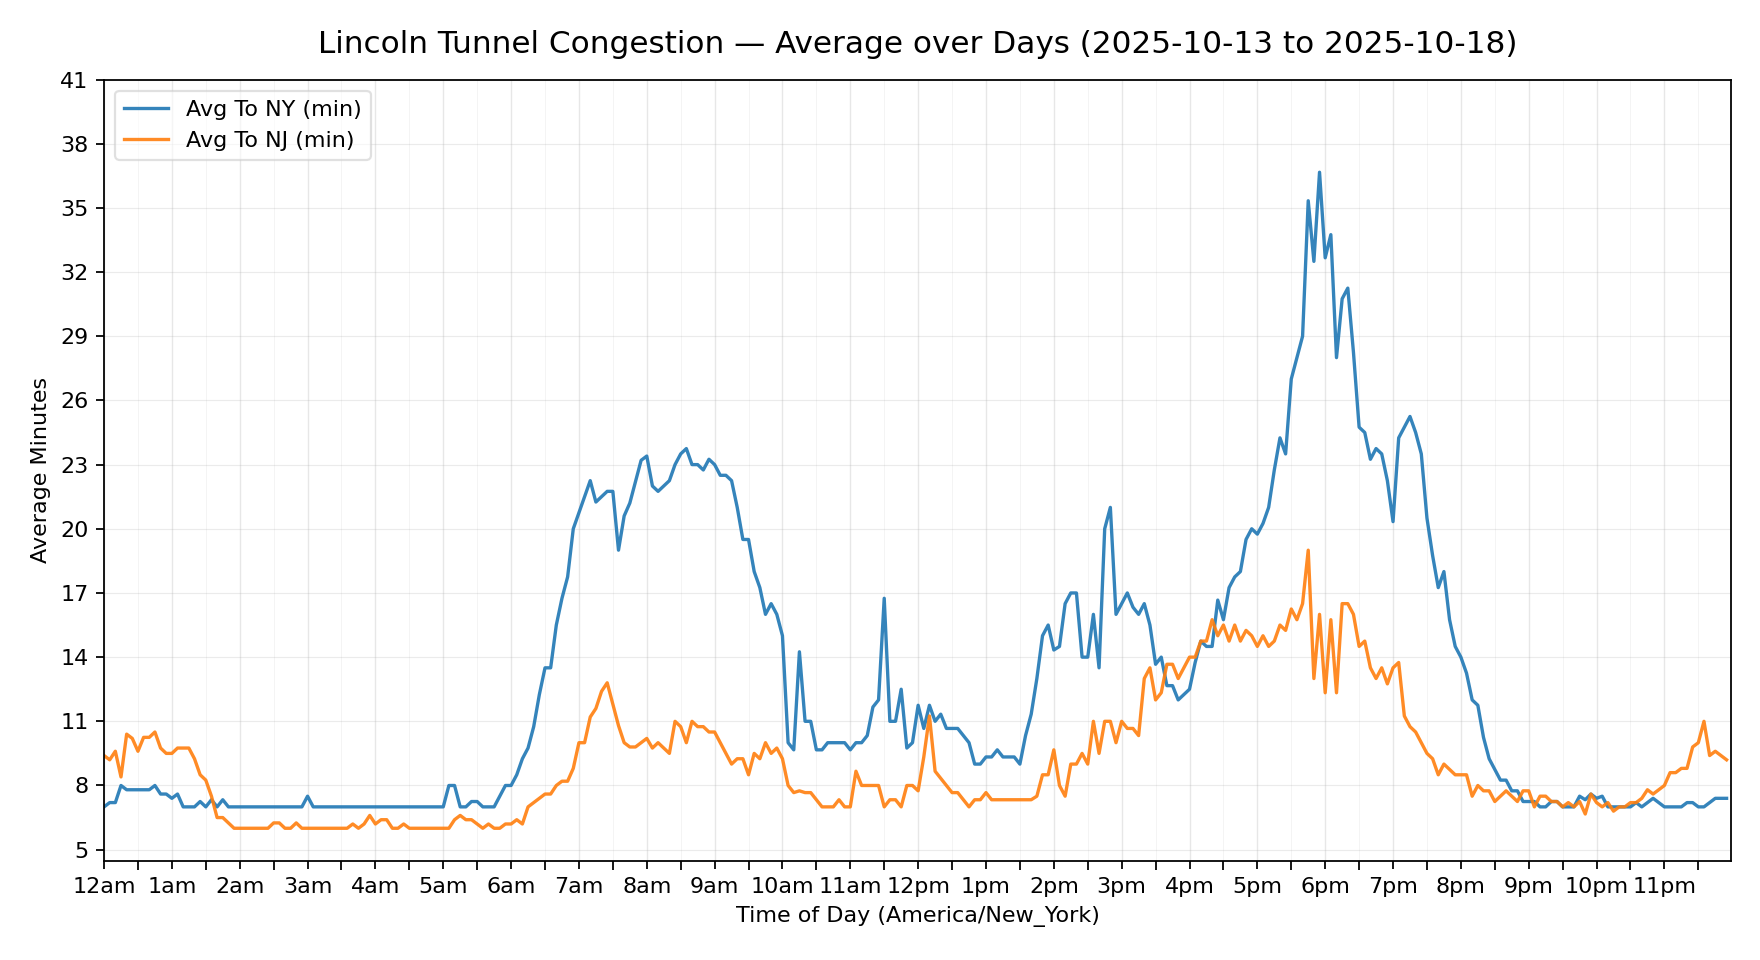 Lincoln Tunnel Congestion — Average over Days (2025-10-13 to 2025-10-18)
Avg To NY (min)
Avg To NJ (min)
41
38
35
32
29
26
23
20
17
14
11
8
5
Average Minutes
12am 1am 2am 3am 4am 5am 6am 7am 8am 9am 10am 11am 12pm 1pm 2pm 3pm 4pm 5pm 6pm 7pm 8pm 9pm 10pm 11pm
Time of Day (America/New_York)